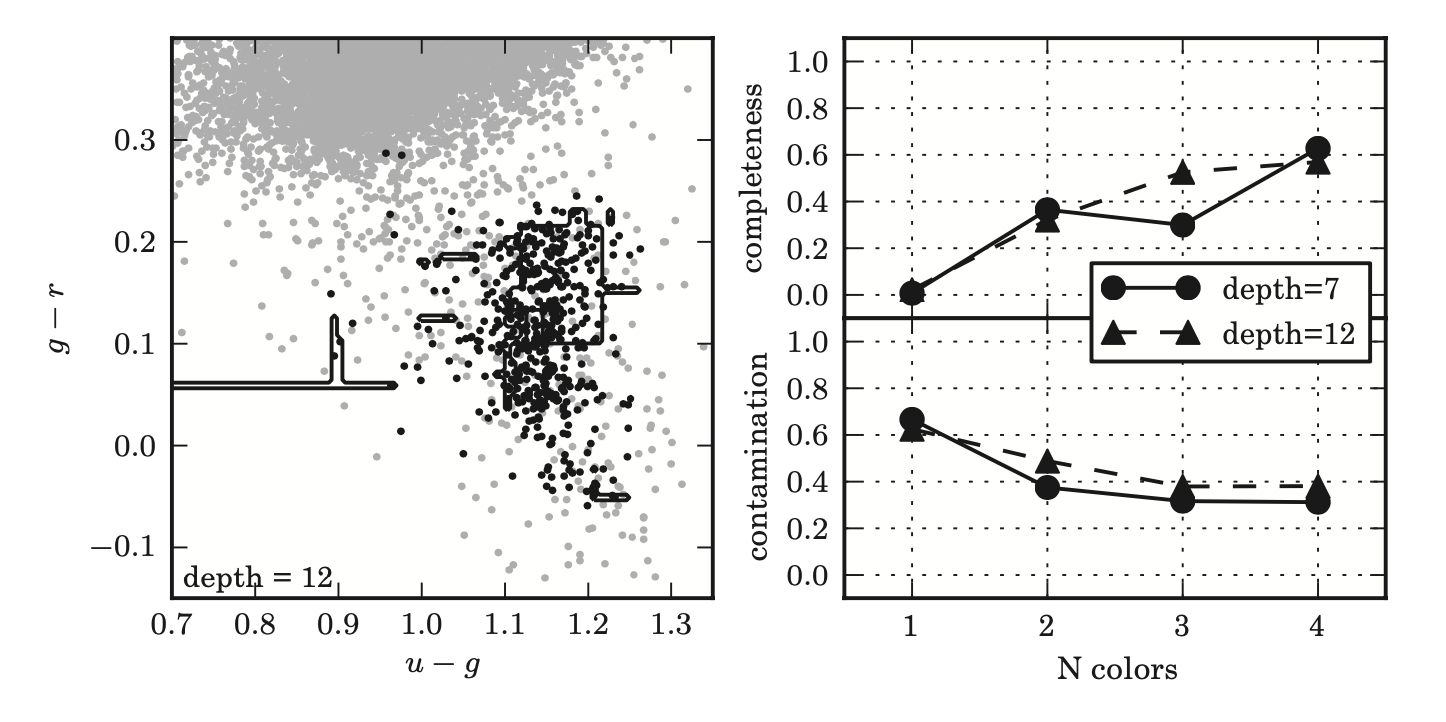 g − r
0.3
0.2
0.1
0.0
−0.1
depth = 12
0.7 0.8 0.9 1.0 1.1 1.2 1.3
u − g
completeness
1.0
0.8
0.6
0.4
0.2
0.0
contamination
1.0
0.8
0.6
0.4
0.2
0.0
depth=7
depth=12
1 2 3 4
N colors